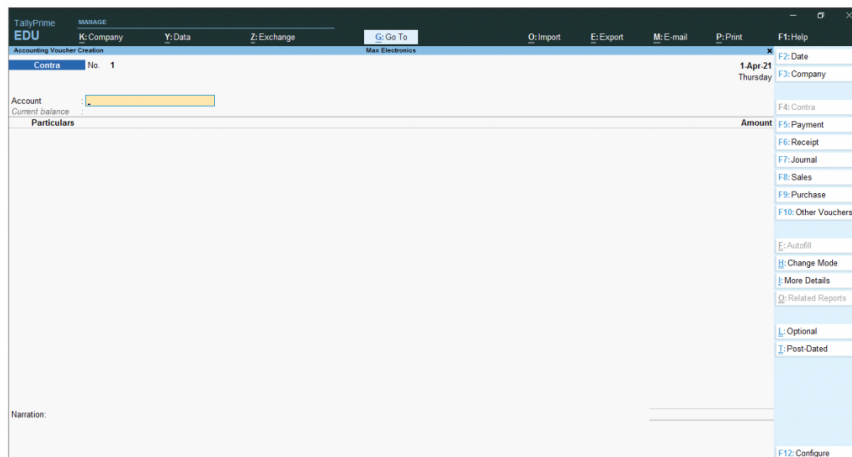 TallyPrime MANAGE
EDU K: Company Y: Data Z: Exchange G: Go To O: Import E: Export M: E-mail P: Print F1: Help
Accounting Voucher Creation Max Electronics
Contra No. 1 1-Apr-21
Thursday
Account :
Current balance :
Particulars Amount
Narration:
F2: Date
F3: Company
F4: Contra
F5: Payment
F6: Receipt
F7: Journal
F8: Sales
F9: Purchase
F10: Other Vouchers
E: Autofill
H: Change Mode
I: More Details
O: Related Reports
L: Optional
T: Post-Dated
F12: Configure